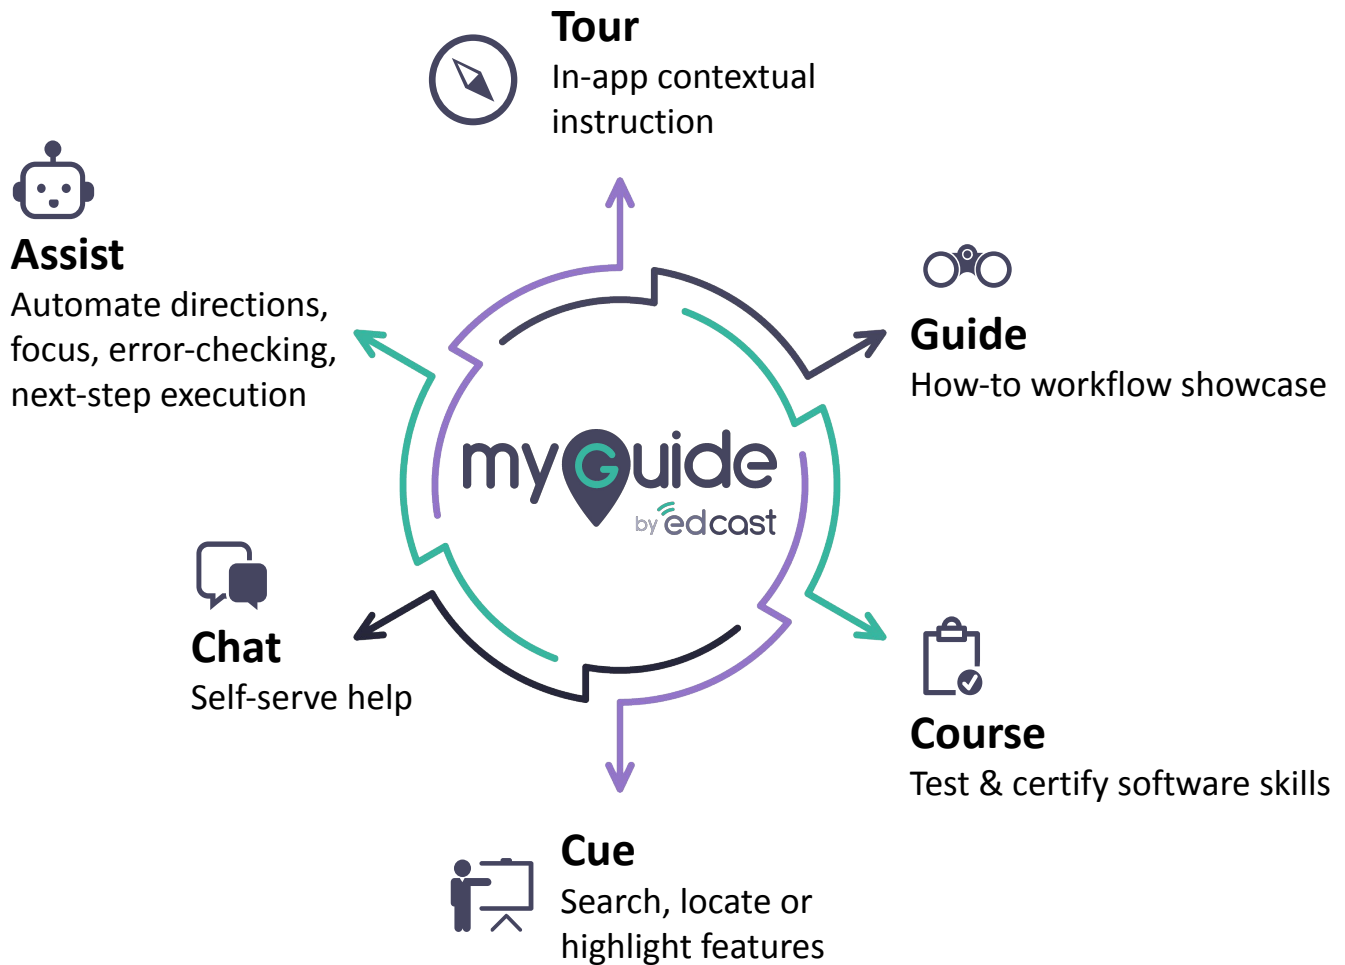 Tour
In-app contextual
instruction
Assist
Automate directions,
focus, error-checking,
next-step execution
Guide
How-to workflow showcase
myGuide
by edcast
Chat
Self-serve help
Course
Test & certify software skills
Cue
Search, locate or
highlight features